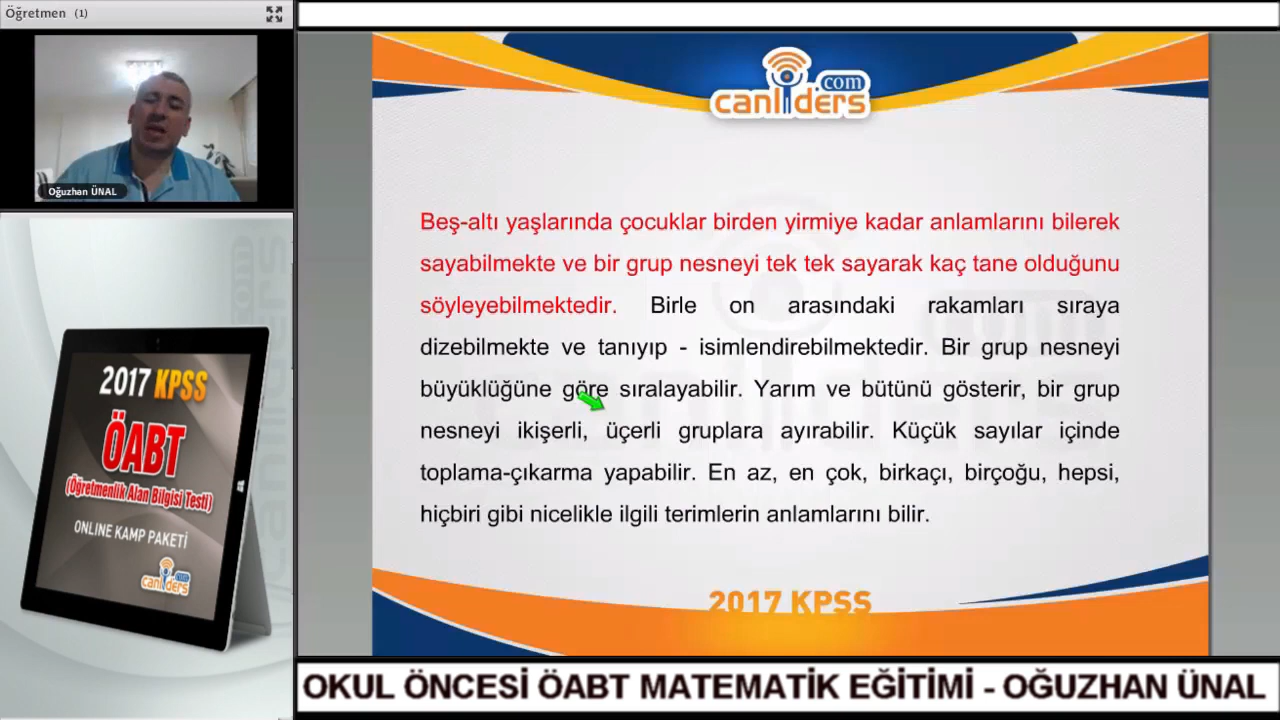 Öğretmen (1)
Oğuzhan ÜNAL
canlıders
com
Beş-altı yaşlarında çocuklar birden yirmiye kadar anlamlarını bilerek
sayabilmekte ve bir grup nesneyi tek tek sayarak kaç tane olduğunu
söyleyebilmektedir. Birle on arasındaki rakamları sıraya
dizebilmekte ve tanıyıp - isimlendirebilmektedir. Bir grup nesneyi
büyüklüğüne göre sıralayabilir. Yarım ve bütünü gösterir, bir grup
nesneyi ikişerli, üçerli gruplara ayırabilir. Küçük sayılar içinde
toplama-çıkarma yapabilir. En az, en çok, birkaçı, birçoğu, hepsi,
hiçbiri gibi nicelikle ilgili terimlerin anlamlarını bilir.
2017 KPSS
2017 KPSS
ÖABT
(Öğretmenlik Alan Bilgisi Testi)
ONLINE KAMP PAKETİ
canlıders
com
OKUL ÖNCESİ ÖABT MATEMATİK EĞİTİMİ - OĞUZHAN ÜNAL